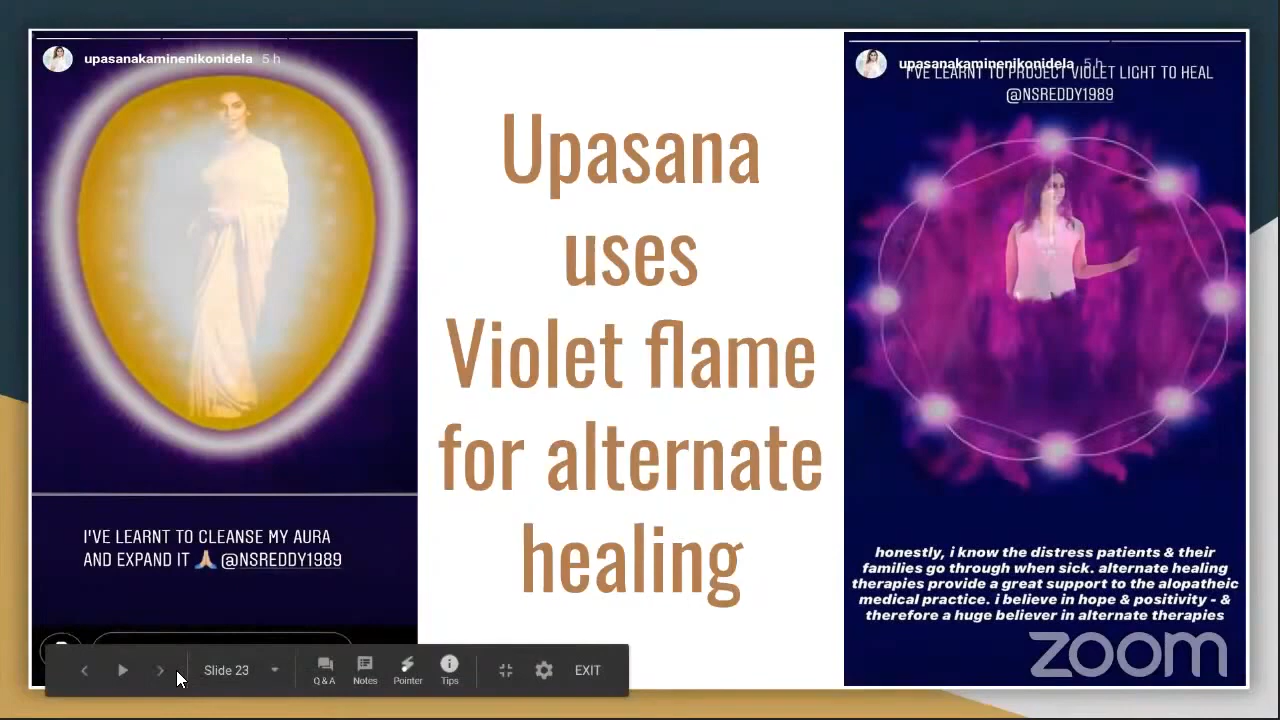 upasanakaminenikonidela 5 h
I'VE LEARNT TO CLEANSE MY AURA
AND EXPAND IT 🙏 @NSREDDY1989
Upasana
uses
Violet flame
for alternate
healing
upasanakaminenikonidela 5 h
I'VE LEARNT TO PROJECT VIOLET LIGHT TO HEAL
@NSREDDY1989
honestly, i know the distress patients & their
families go through when sick. alternate healing
therapies provide a great support to the alopatheic
medical practice. i believe in hope & positivity - &
therefore a huge believer in alternate therapies
zoom
Slide 23
Q & A Notes Pointer Tips
EXIT